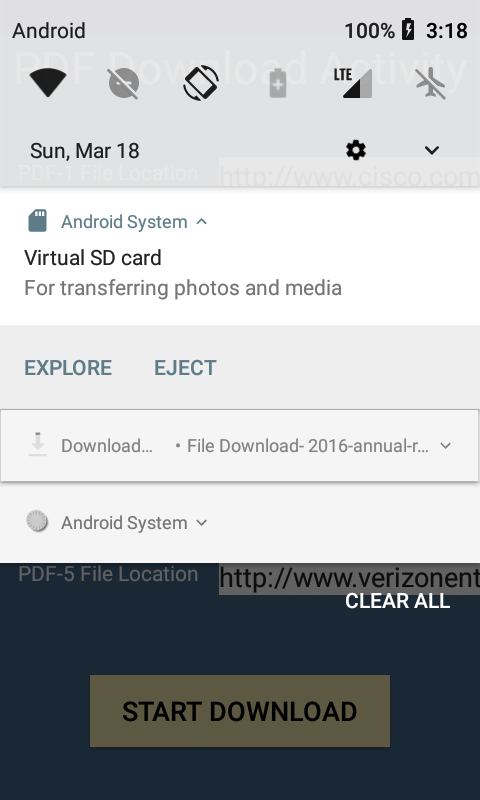 Android 100% 3:18
PDF Download Activity
LTE
Sun, Mar 18
PDF-1 File Location http://www.cisco.com
Android System
Virtual SD card
For transferring photos and media
EXPLORE EJECT
Download... • File Download- 2016-annual-r...
Android System
PDF-5 File Location http://www.verizonent
CLEAR ALL
START DOWNLOAD